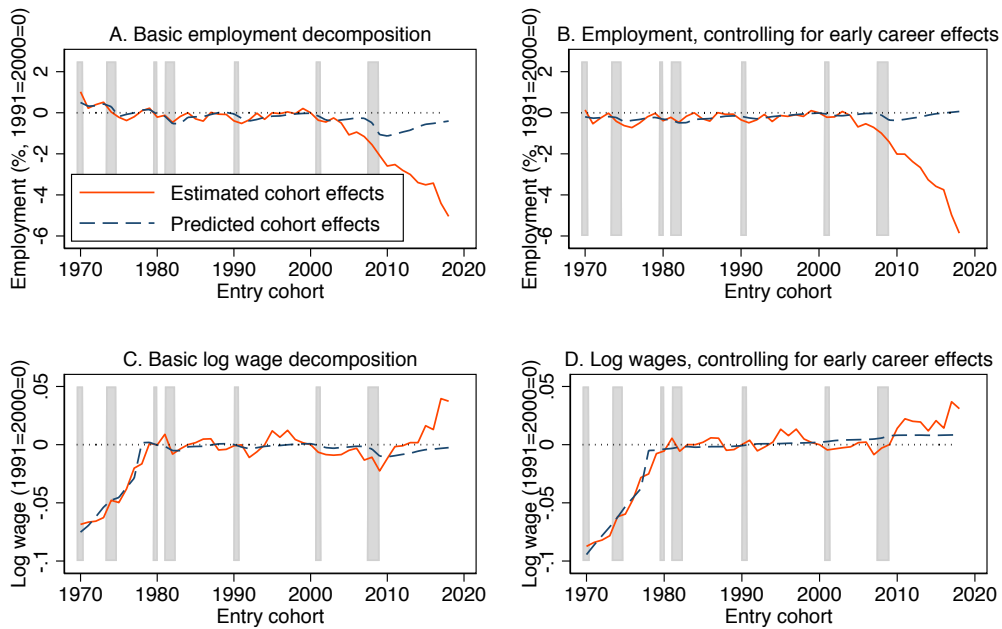 A. Basic employment decomposition
Employment (%, 1991=2000=0)
2
0
-2
-4
-6
Estimated cohort effects
Predicted cohort effects
1970 1980 1990 2000 2010 2020
Entry cohort
B. Employment, controlling for early career effects
Employment (%, 1991=2000=0)
2
0
-2
-4
-6
1970 1980 1990 2000 2010 2020
Entry cohort
C. Basic log wage decomposition
Log wage (1991=2000=0)
.05
0
-.05
-.1
1970 1980 1990 2000 2010 2020
Entry cohort
D. Log wages, controlling for early career effects
Log wage (1991=2000=0)
.05
0
-.05
-.1
1970 1980 1990 2000 2010 2020
Entry cohort